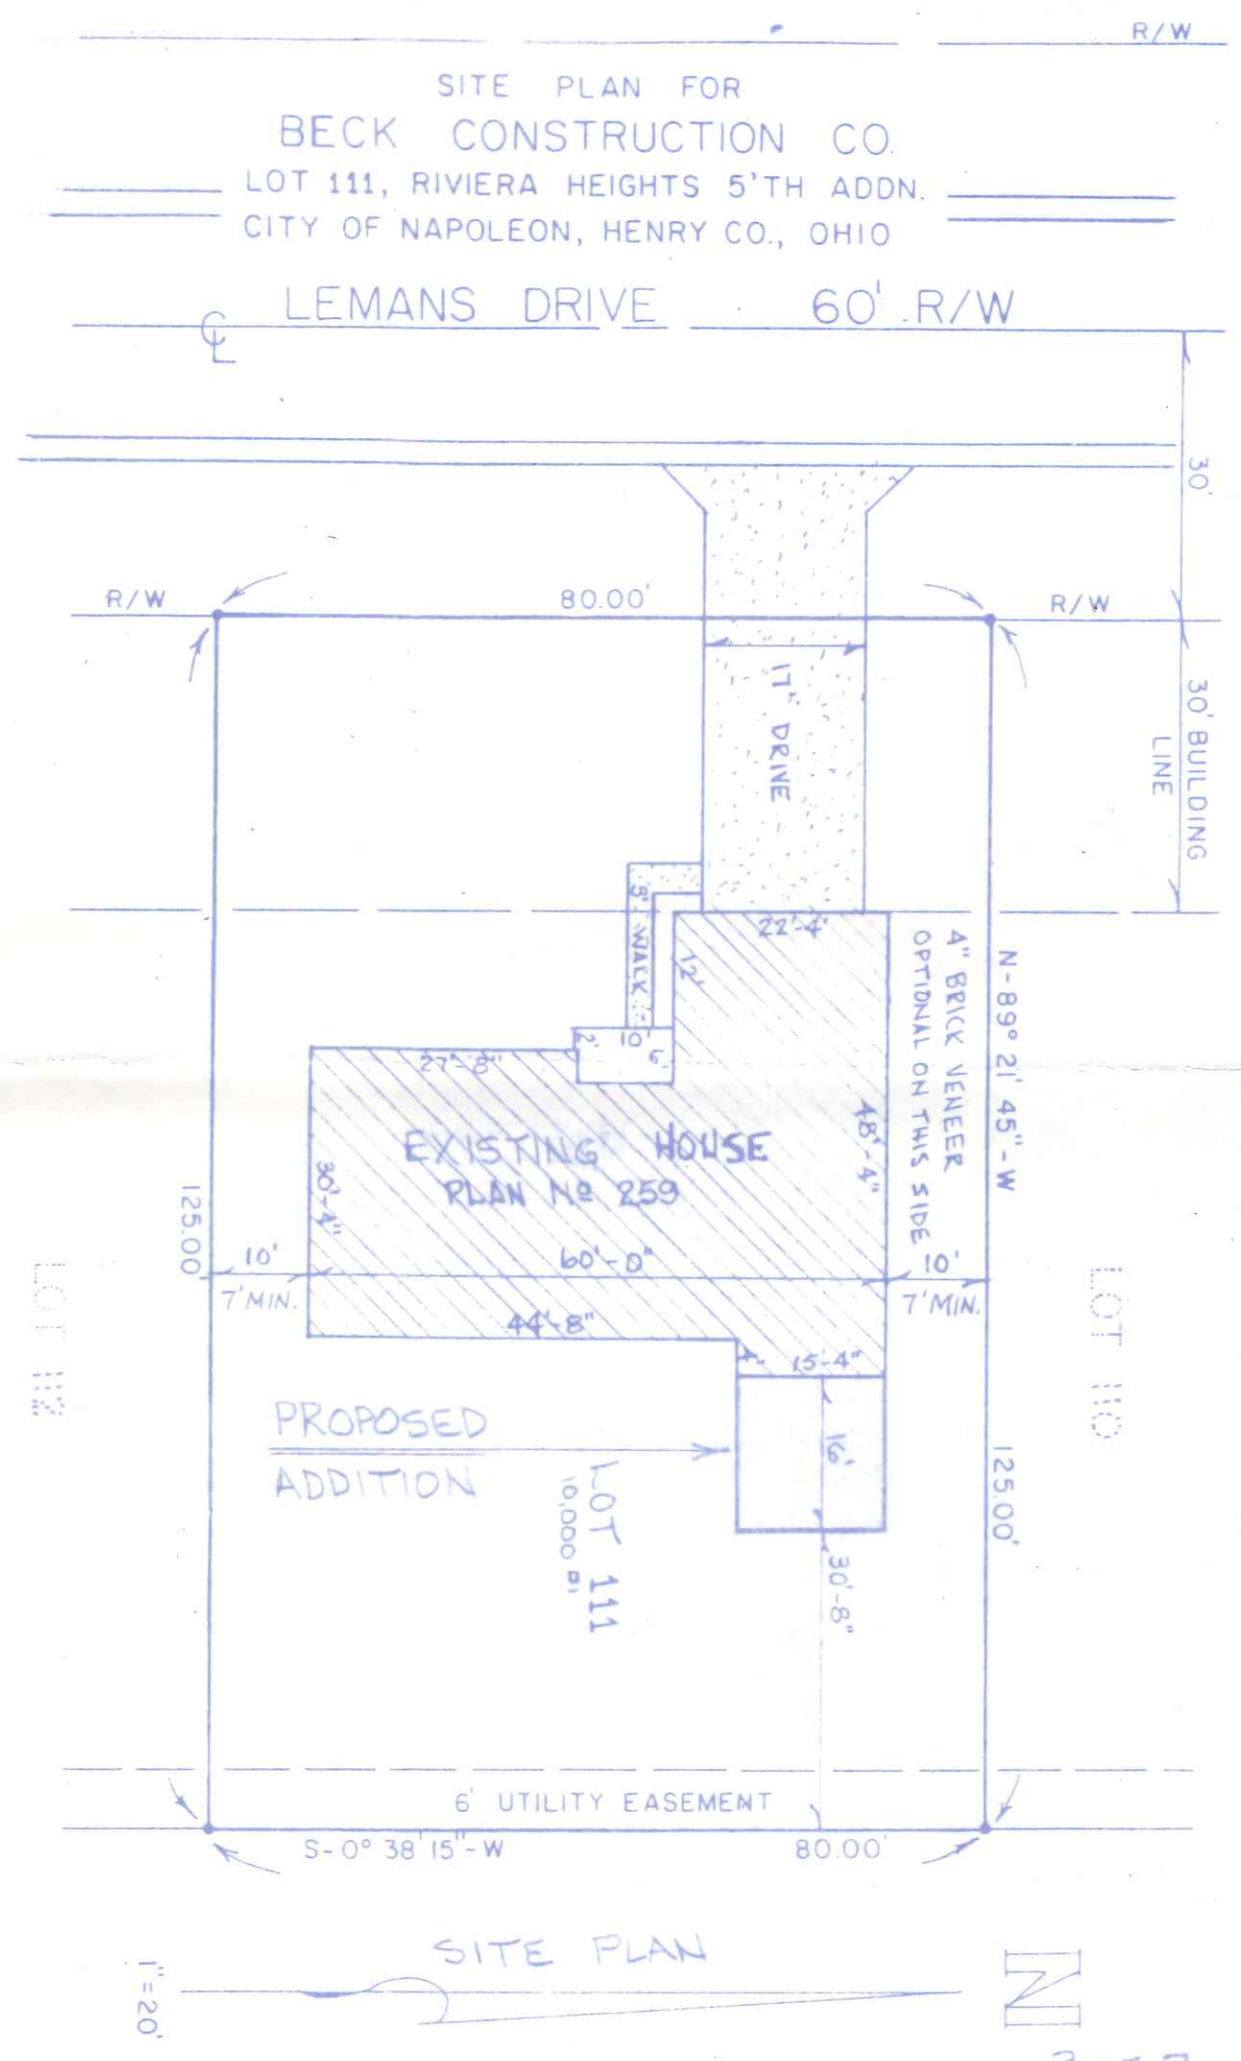 R/W
SITE PLAN FOR
BECK CONSTRUCTION CO.
LOT 111, RIVIERA HEIGHTS 5'TH ADDN.
CITY OF NAPOLEON, HENRY CO., OHIO
LEMANS DRIVE 60' R/W
℄
30'
R/W
80.00'
R/W
17' DRIVE
30' BUILDING
LINE
3' WALK
22'-4"
12'
4" BRICK VENEER
OPTIONAL ON THIS SIDE
N-89° 21' 45"-W
2'
10'
6'
27'-8"
EXISTING HOUSE
PLAN Nº 259
48'-4"
30'-4"
125.00'
10'
7' MIN.
60'-0"
10'
7' MIN.
44'-8"
4'
15'-4"
LOT 112
LOT 110
PROPOSED
ADDITION
16'
125.00'
LOT 111
10,000
30'-8"
6' UTILITY EASEMENT
S-0° 38' 15"-W
80.00'
SITE PLAN
1" = 20'
N